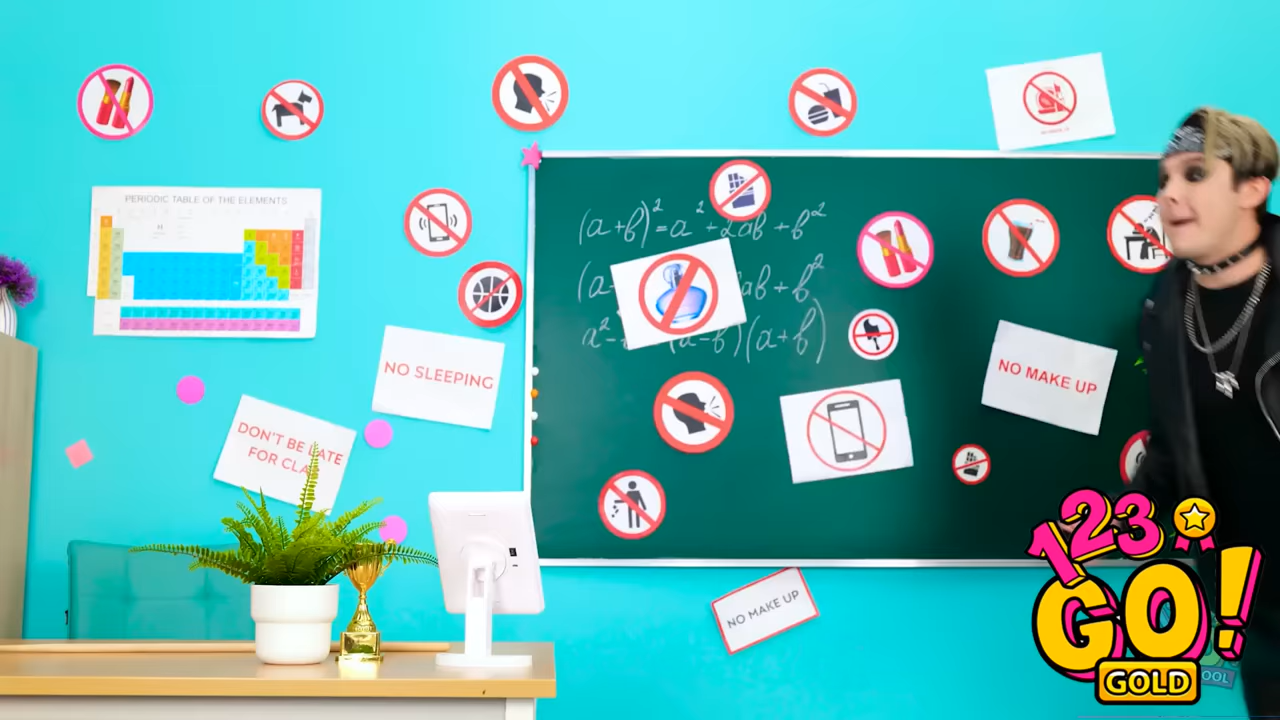 PERIODIC TABLE OF THE ELEMENTS
(a+b)²=a²+2ab+b²
ab+b²
(a-b)(a+b)
NO SLEEPING
NO MAKE UP
DON'T BE LATE
FOR
NO MAKE UP
123
GO!
GOLD